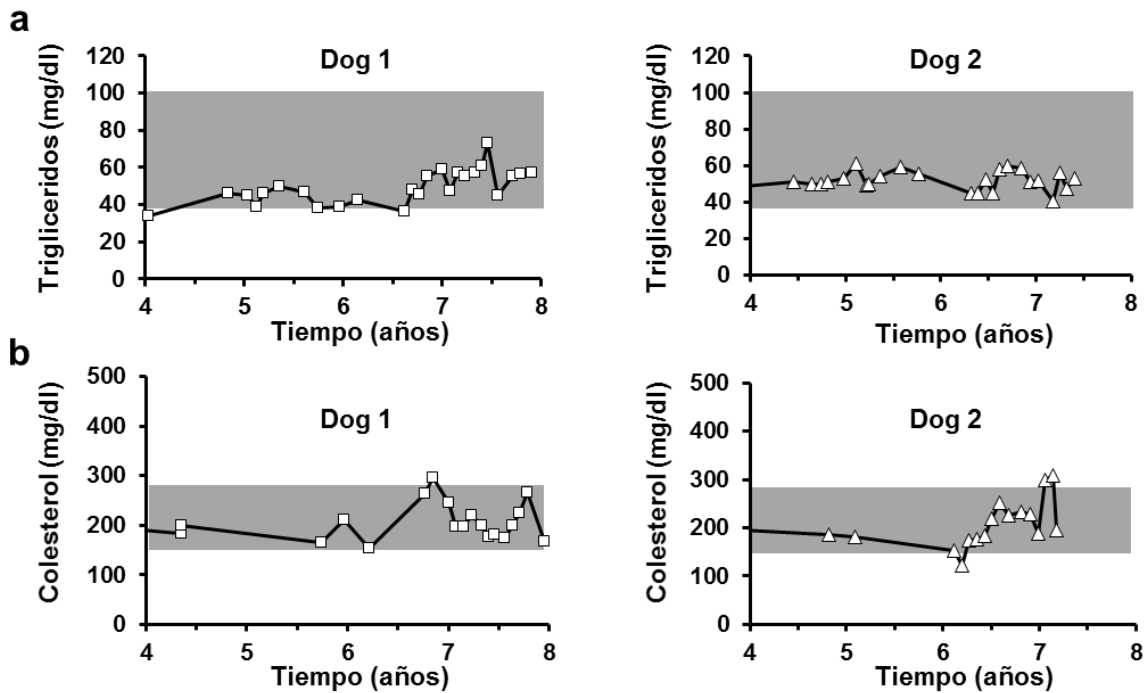 a
Dog 1
Trigliceridos (mg/dl)
120
100
80
60
40
20
0
4 5 6 7 8
Tiempo (años)
Dog 2
Trigliceridos (mg/dl)
120
100
80
60
40
20
0
4 5 6 7 8
Tiempo (años)
b
Dog 1
Colesterol (mg/dl)
500
400
300
200
100
0
4 5 6 7 8
Tiempo (años)
Dog 2
Colesterol (mg/dl)
500
400
300
200
100
0
4 5 6 7 8
Tiempo (años)